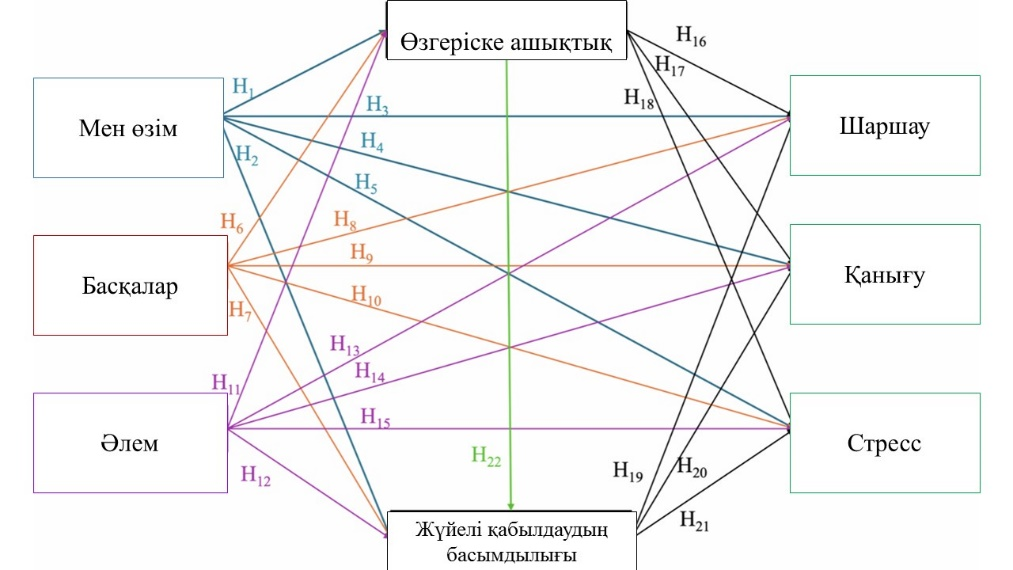 Өзгеріске ашықтық
H16
H17
H18
H1
H3
Мен өзім
Шаршау
H2
H4
H5
H6
H8
H9
Басқалар
Қанығу
H7
H10
H13
H14
H11
H15
Әлем
Стресс
H12
H22
H19
H20
H21
Жүйелі қабылдаудың
басымдылығы